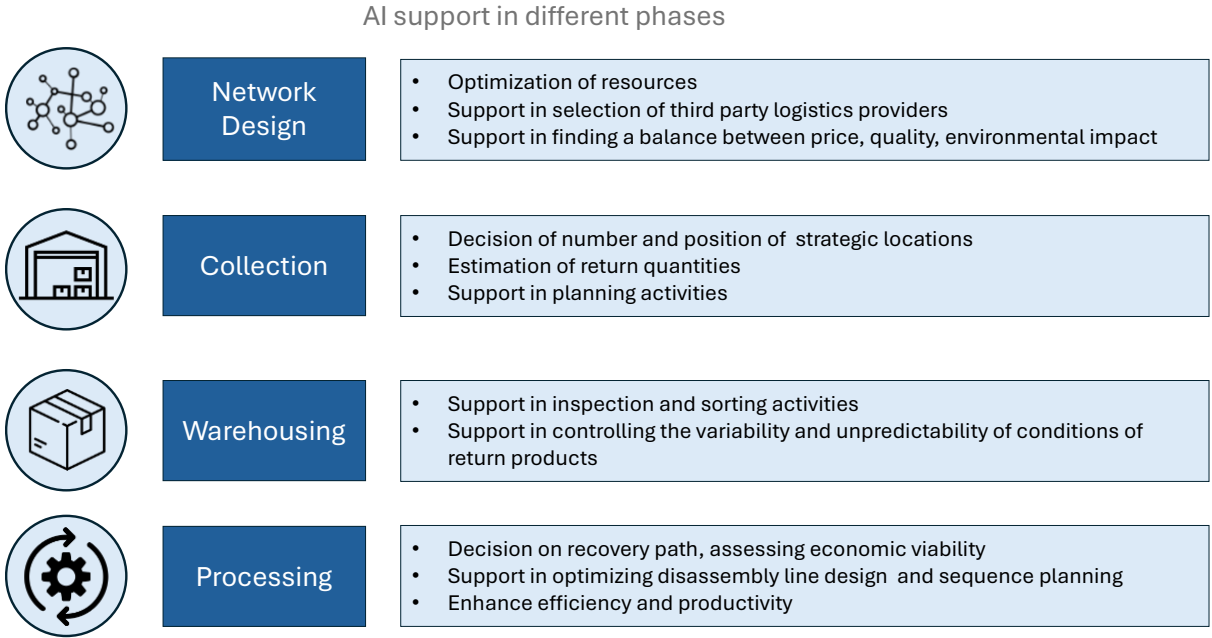 AI support in different phases
Network
Design
• Optimization of resources
• Support in selection of third party logistics providers
• Support in finding a balance between price, quality, environmental impact
Collection
• Decision of number and position of  strategic locations
• Estimation of return quantities
• Support in planning activities
Warehousing
• Support in inspection and sorting activities
• Support in controlling the variability and unpredictability of conditions of
return products
Processing
• Decision on recovery path, assessing economic viability
• Support in optimizing disassembly line design  and sequence planning
• Enhance efficiency and productivity